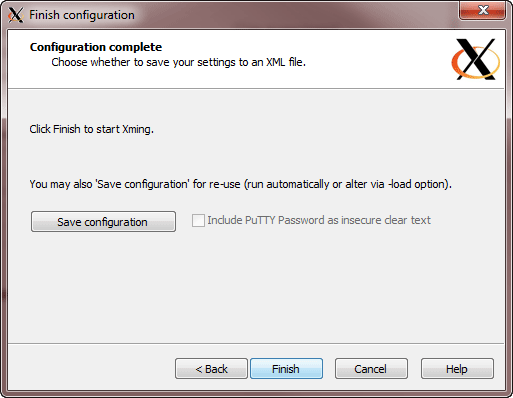 Finish configuration
Configuration complete
Choose whether to save your settings to an XML file.
Click Finish to start Xming.
You may also 'Save configuration' for re-use (run automatically or alter via -load option).
Save configuration
Include PuTTY Password as insecure clear text
< Back
Finish
Cancel
Help